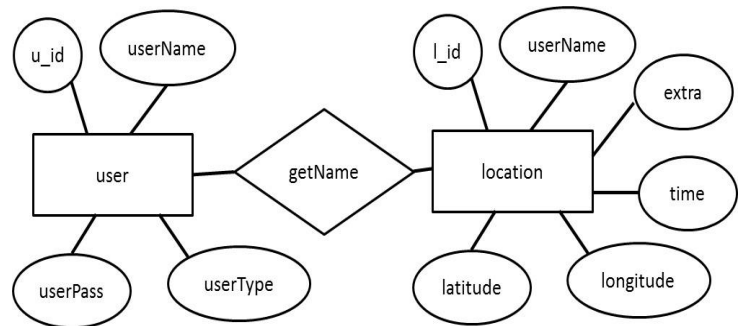 u_id
userName
user
userPass
userType
getName
l_id
userName
extra
location
time
latitude
longitude